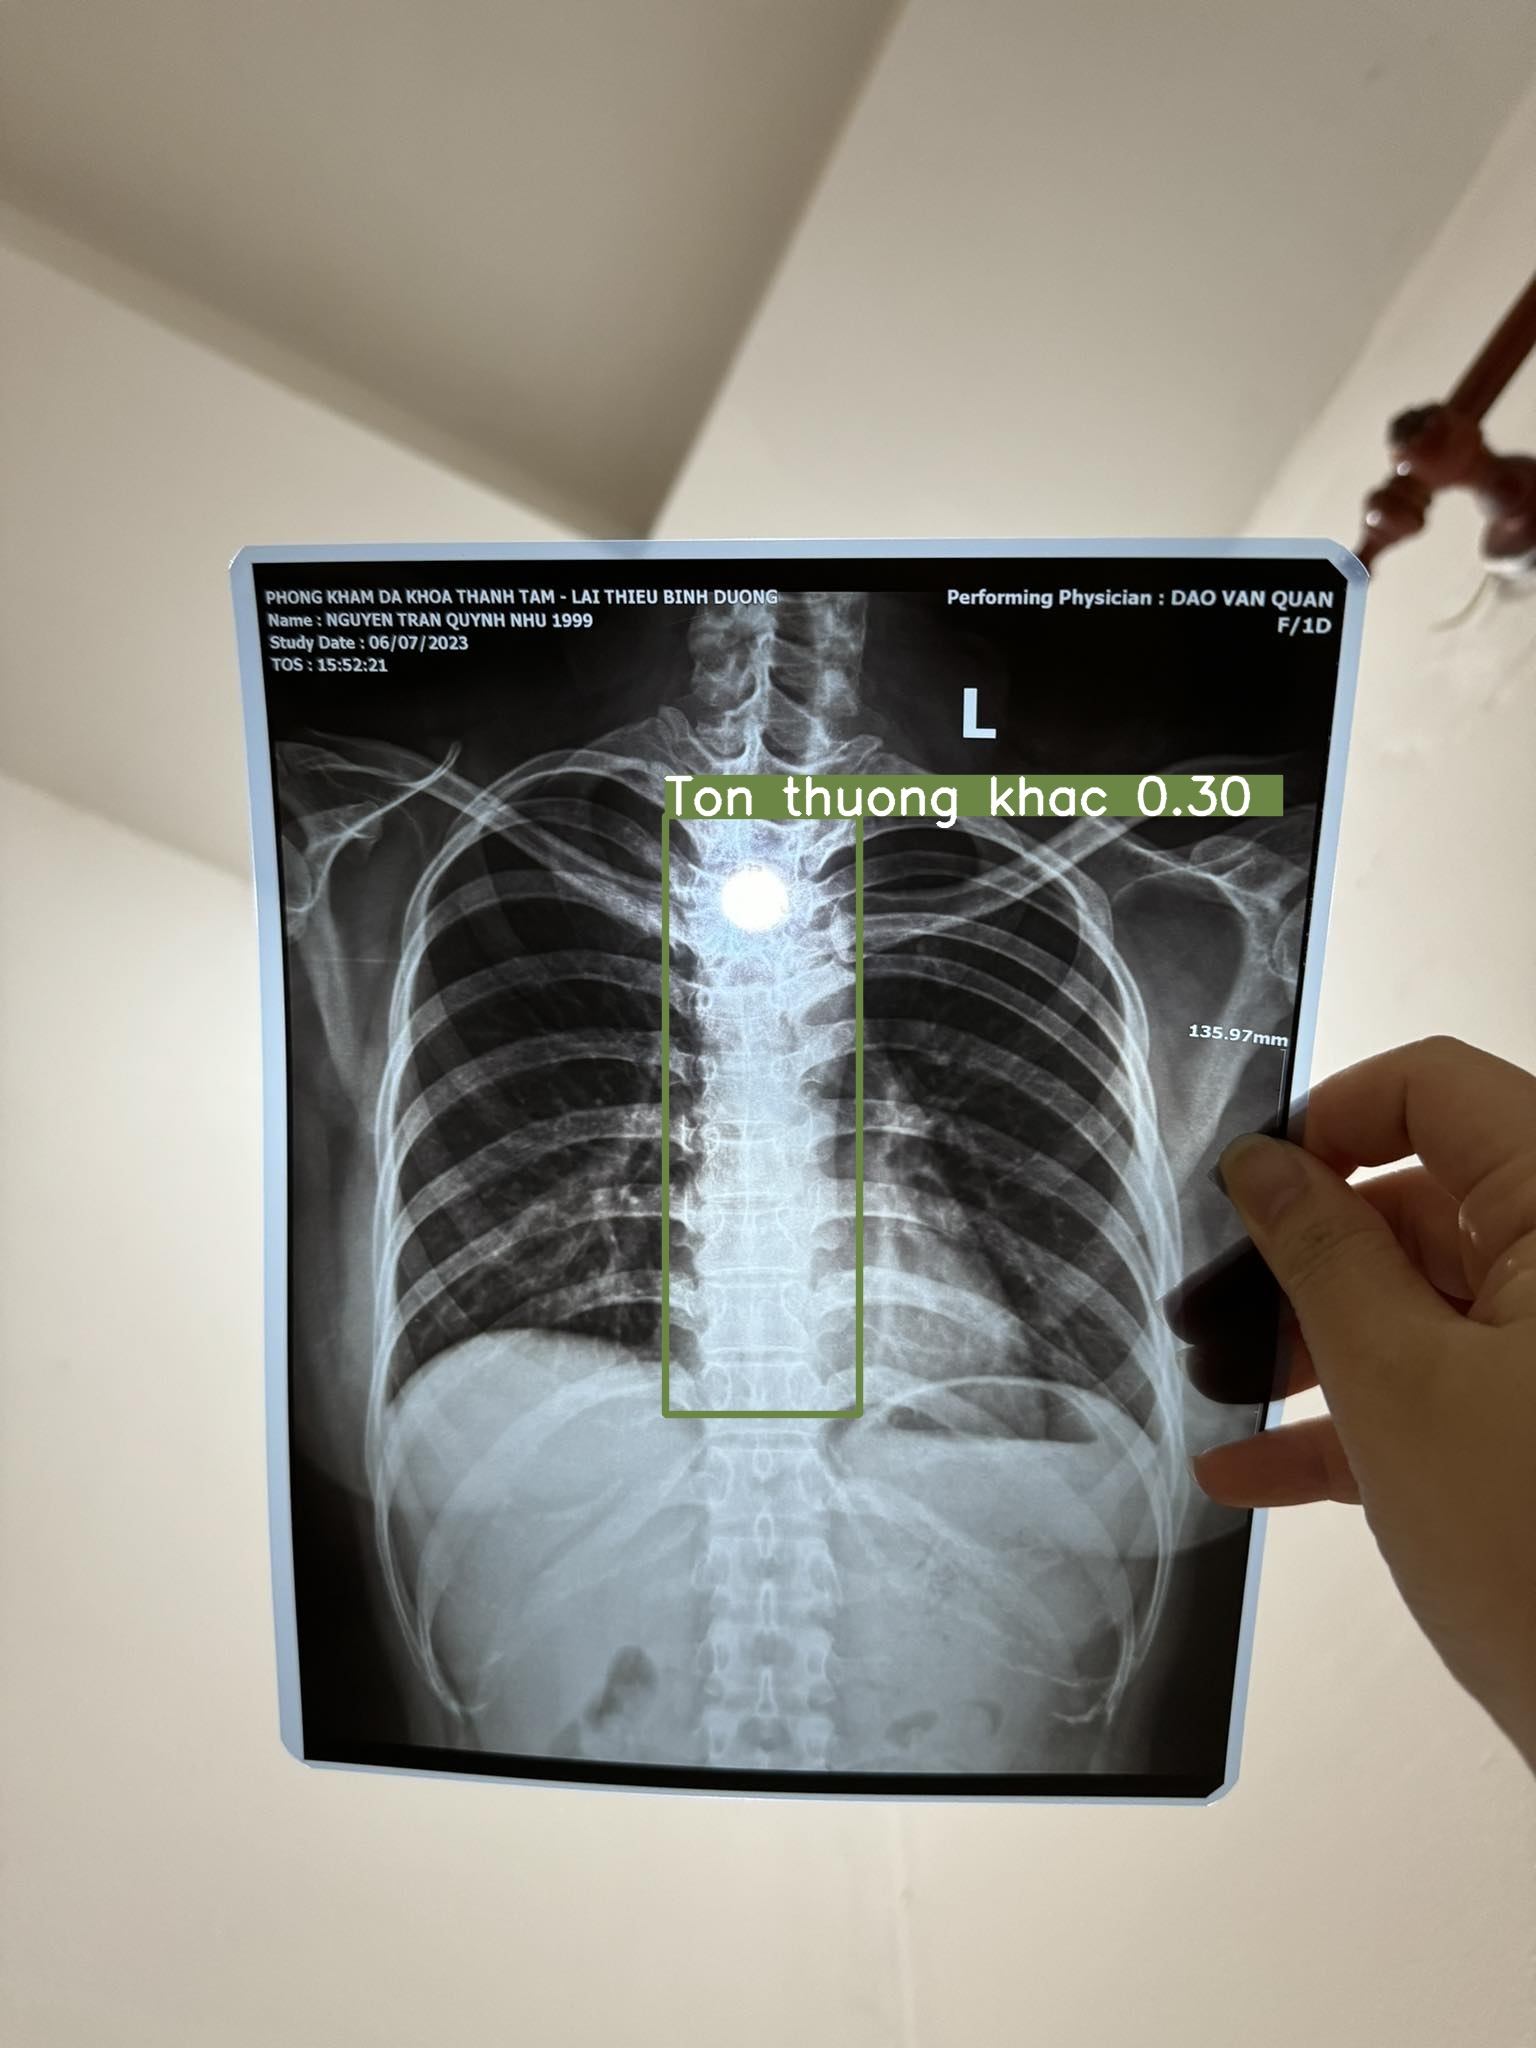 PHONG KHAM DA KHOA THANH TAM - LAI THIEU BINH DUONG
Name : NGUYEN TRAN QUYNH NHU 1999
Study Date : 06/07/2023
TOS : 15:52:21
Performing Physician : DAO VAN QUAN
F/1D
L
Ton thuong khac 0.30
135.97mm